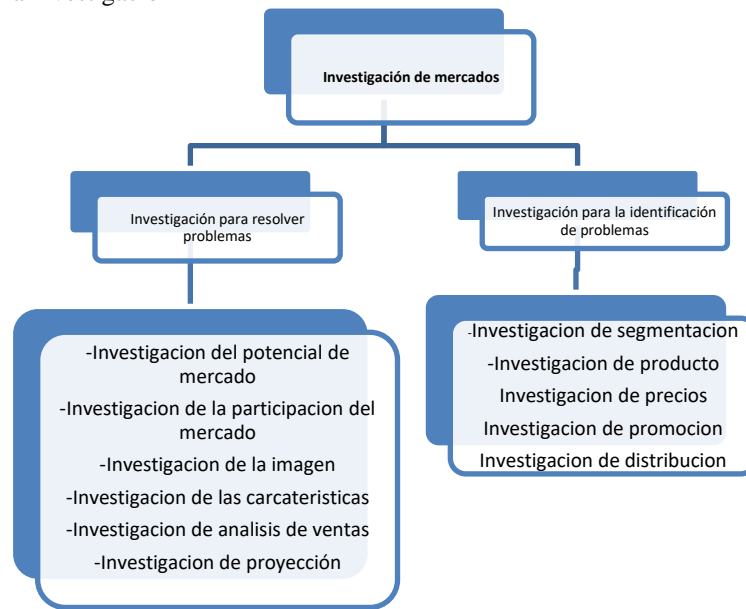 Investigación de mercados
Investigación para resolver
problemas
Investigación para la identificación
de problemas
-Investigacion del potencial de
mercado
-Investigacion de la participacion del
mercado
-Investigacion de la imagen
-Investigacion de las carcateristicas
-Investigacion de analisis de ventas
-Investigacion de proyección
-Investigacion de segmentacion
-Investigacion de producto
Investigacion de precios
Investigacion de promocion
Investigacion de distribucion